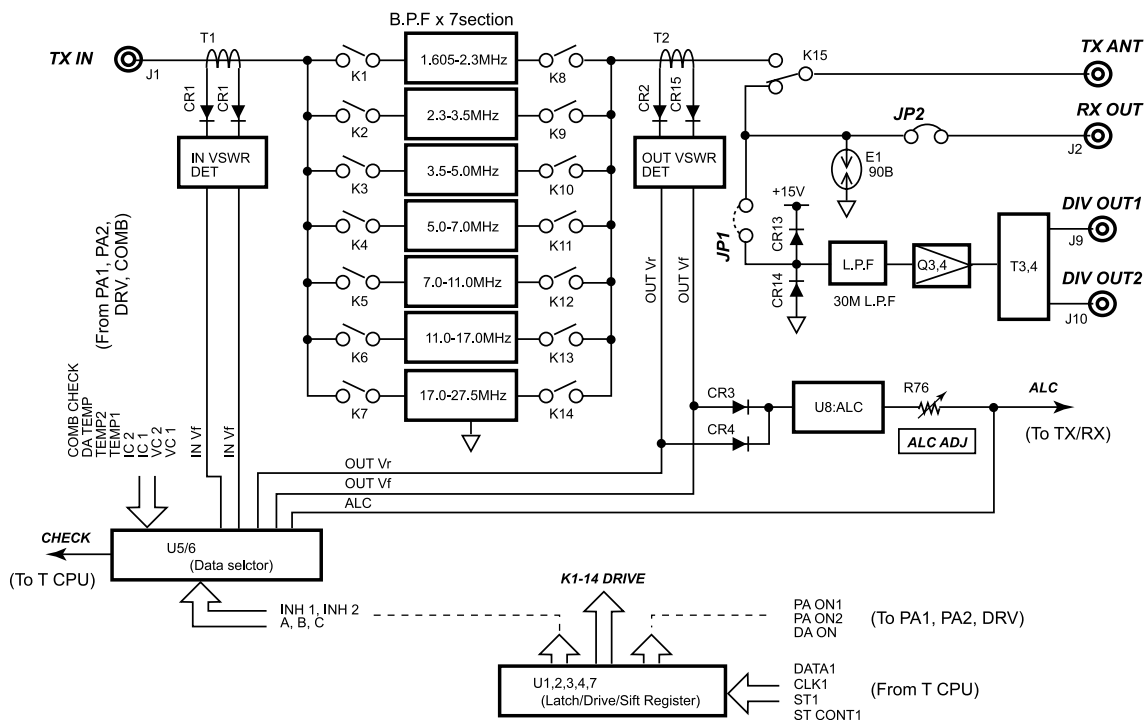 B.P.F x 7section
TX IN
J1
T1
CR1
CR1
IN VSWR
DET
K1
1.605-2.3MHz
K8
K2
2.3-3.5MHz
K9
K3
3.5-5.0MHz
K10
K4
5.0-7.0MHz
K11
K5
7.0-11.0MHz
K12
K6
11.0-17.0MHz
K13
K7
17.0-27.5MHz
K14
T2
CR2
CR15
OUT VSWR
DET
K15
TX ANT
RX OUT
JP2
J2
E1
90B
+15V
JP1
CR13
CR14
L.P.F
30M L.P.F
Q3,4
T3,4
DIV OUT1
J9
DIV OUT2
J10
OUT Vr
OUT Vf
(From PA1, PA2,
DRV, COMB)
COMB CHECK
DA TEMP
TEMP2
TEMP1
IC 2
IC 1
VC 2
VC 1
IN Vf
IN Vf
CR3
CR4
U8:ALC
R76
ALC ADJ
ALC
(To TX/RX)
OUT Vr
OUT Vf
ALC
CHECK
(To T CPU)
U5/6
(Data selctor)
INH 1, INH 2
A, B, C
K1-14 DRIVE
PA ON1
PA ON2
DA ON
(To PA1, PA2, DRV)
U1,2,3,4,7
(Latch/Drive/Sift Register)
DATA1
CLK1
ST1
ST CONT1
(From T CPU)